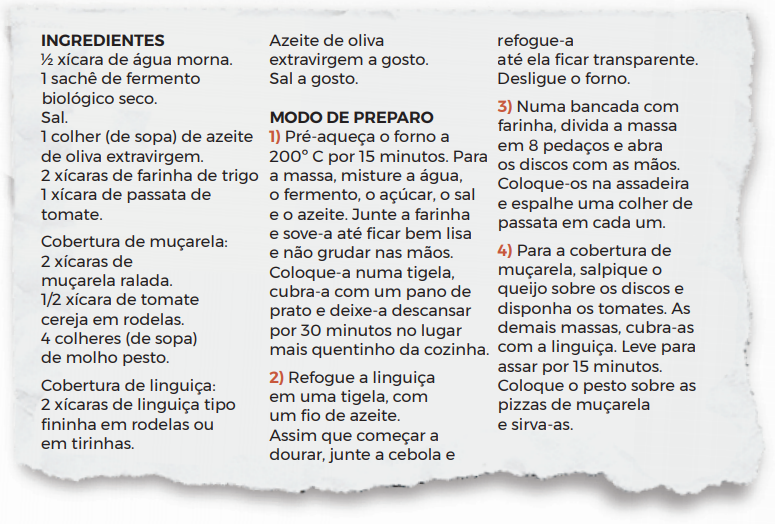 INGREDIENTES
½ xícara de água morna.
1 sachê de fermento
biológico seco.
Sal.
1 colher (de sopa) de azeite
de oliva extravirgem.
2 xícaras de farinha de trigo
1 xícara de passata de
tomate.
Cobertura de muçarela:
2 xícaras de
muçarela ralada.
1/2 xícara de tomate
cereja em rodelas.
4 colheres (de sopa)
de molho pesto.
Cobertura de linguiça:
2 xícaras de linguiça tipo
fininha em rodelas ou
em tirinhas.
Azeite de oliva
extravirgem a gosto.
Sal a gosto.
MODO DE PREPARO
1) Pré-aqueça o forno a
200º C por 15 minutos. Para
a massa, misture a água,
o fermento, o açúcar, o sal
e o azeite. Junte a farinha
e sove-a até ficar bem lisa
e não grudar nas mãos.
Coloque-a numa tigela,
cubra-a com um pano de
prato e deixe-a descansar
por 30 minutos no lugar
mais quentinho da cozinha.
2) Refogue a linguiça
em uma tigela, com
um fio de azeite.
Assim que começar a
dourar, junte a cebola e
refogue-a
até ela ficar transparente.
Desligue o forno.
3) Numa bancada com
farinha, divida a massa
em 8 pedaços e abra
os discos com as mãos.
Coloque-os na assadeira
e espalhe uma colher de
passata em cada um.
4) Para a cobertura de
muçarela, salpique o
queijo sobre os discos e
disponha os tomates. As
demais massas, cubra-as
com a linguiça. Leve para
assar por 15 minutos.
Coloque o pesto sobre as
pizzas de muçarela
e sirva-as.